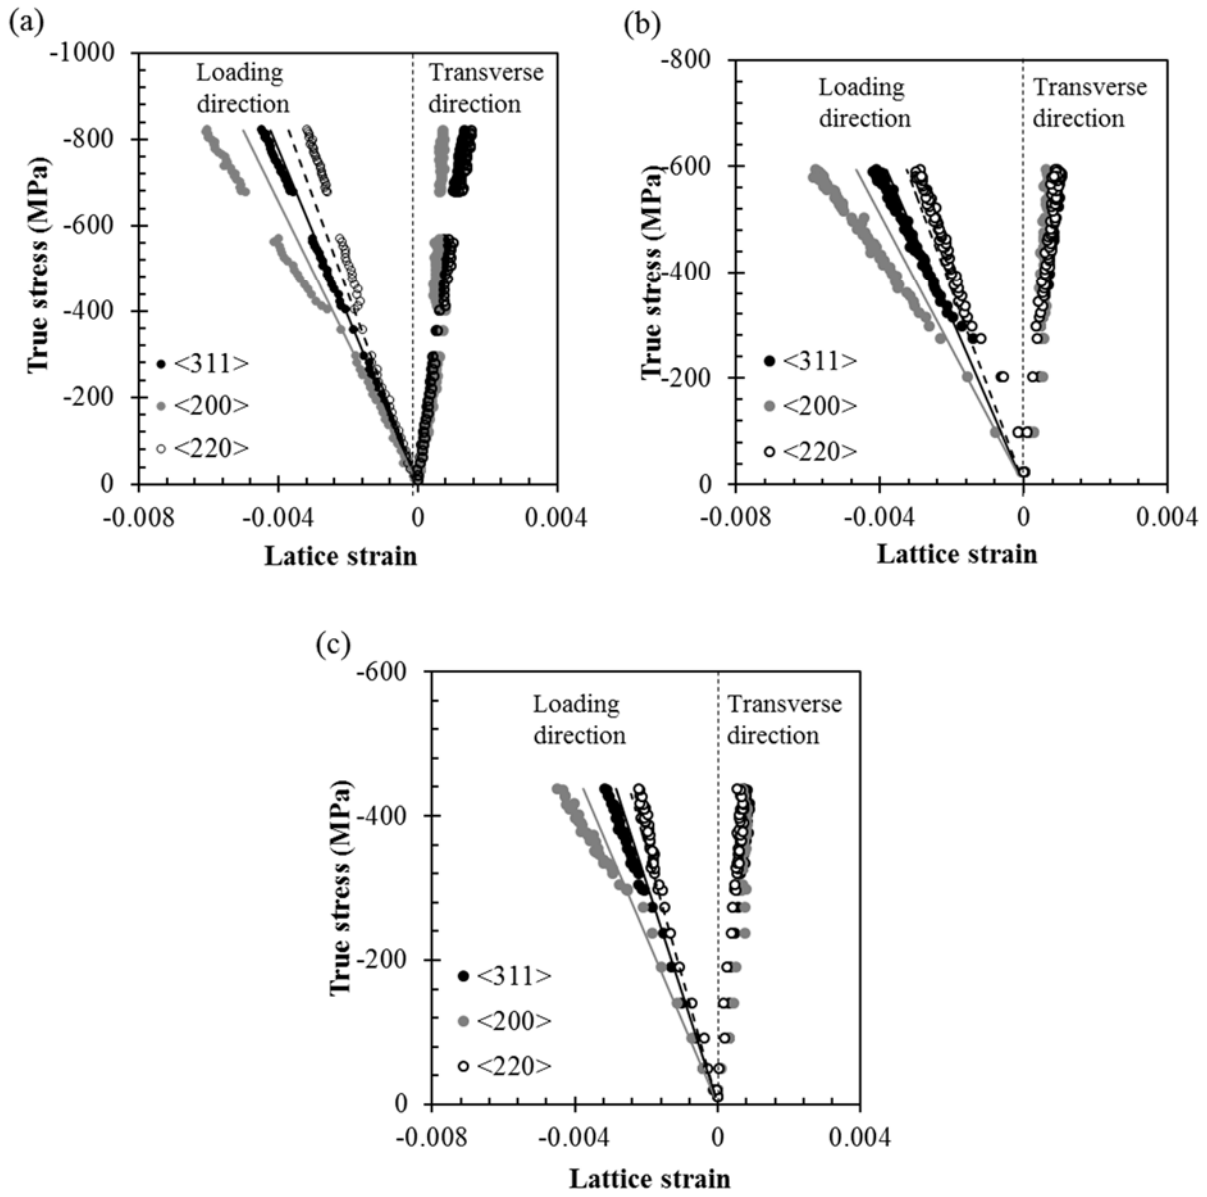 (a)
-1000
-800
-600
-400
-200
0
True stress (MPa)
Loading
direction
Transverse
direction
<311>
<200>
<220>
-0.008
-0.004
0
0.004
Latice strain
(b)
-800
-600
-400
-200
0
True stress (MPa)
Loading
direction
Transverse
direction
<311>
<200>
<220>
-0.008
-0.004
0
0.004
Lattice strain
(c)
-600
-400
-200
0
True stress (MPa)
Loading
direction
Transverse
direction
<311>
<200>
<220>
-0.008
-0.004
0
0.004
Lattice strain